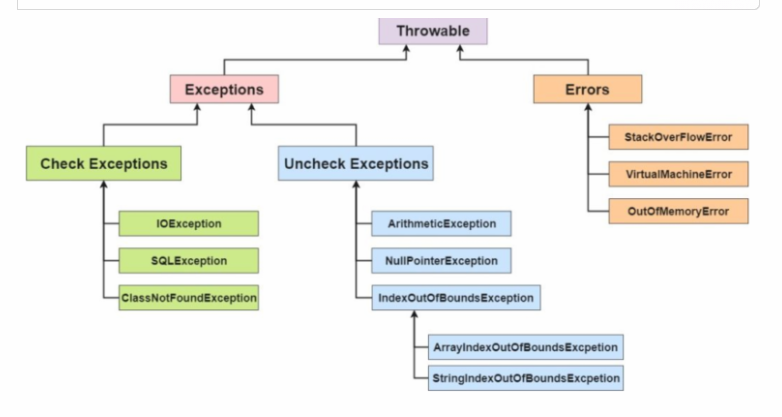 Throwable
Exceptions
Errors
StackOverFlowError
Check Exceptions
Uncheck Exceptions
VirtualMachineError
OutOfMemoryError
IOException
ArithmeticException
SQLException
NullPointerException
ClassNotFoundException
IndexOutOfBoundsException
ArrayIndexOutOfBoundsExcpetion
StringIndexOutOfBoundsExcpetion